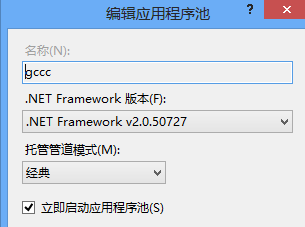 编辑应用程序池
?
名称(N):
gccc
.NET Framework 版本(F):
.NET Framework v2.0.50727
托管管道模式(M):
经典
立即启动应用程序池(S)